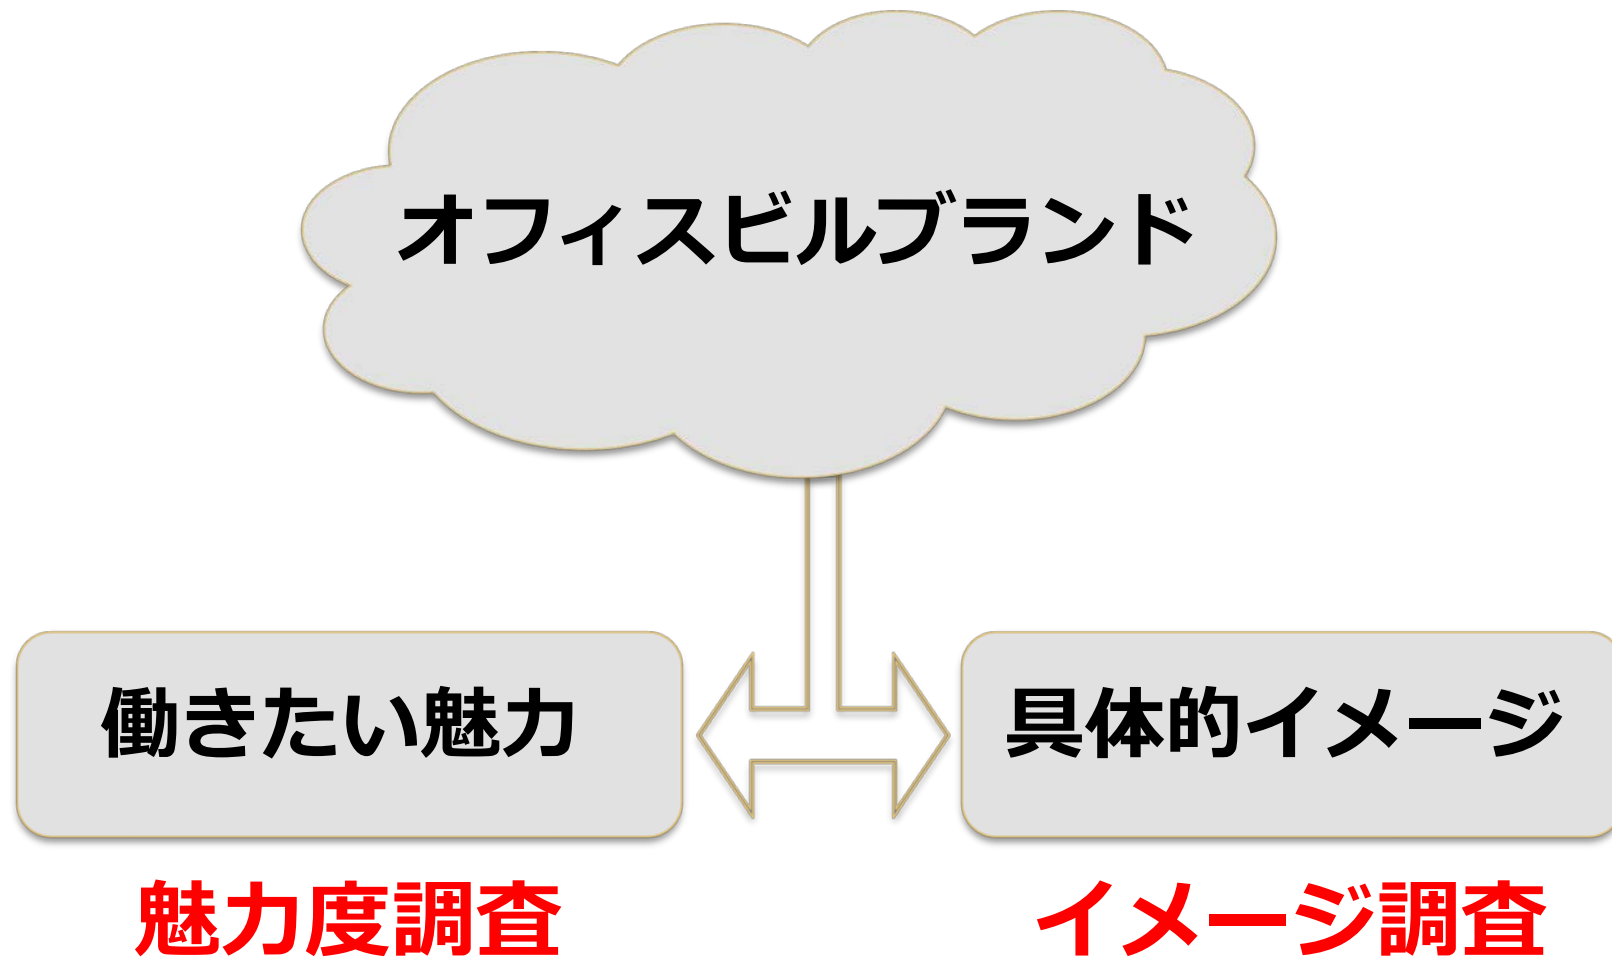 オフィスビルブランド
働きたい魅力
具体的イメージ
魅力度調査
イメージ調査